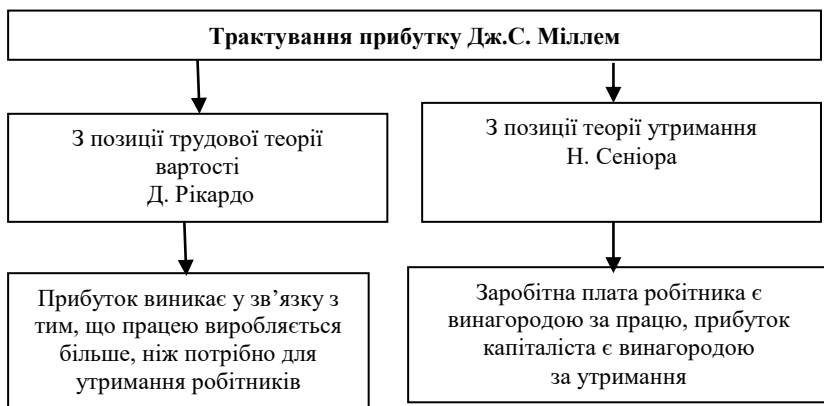 Трактування прибутку Дж.С. Міллем
З позиції трудової теорії
вартості
Д. Рікардо
З позиції теорії утримання
Н. Сеніора
Прибуток виникає у зв’язку з
тим, що працею виробляється
більше, ніж потрібно для
утримання робітників
Заробітна плата робітника є
винагородою за працю, прибуток
капіталіста є винагородою
за утримання